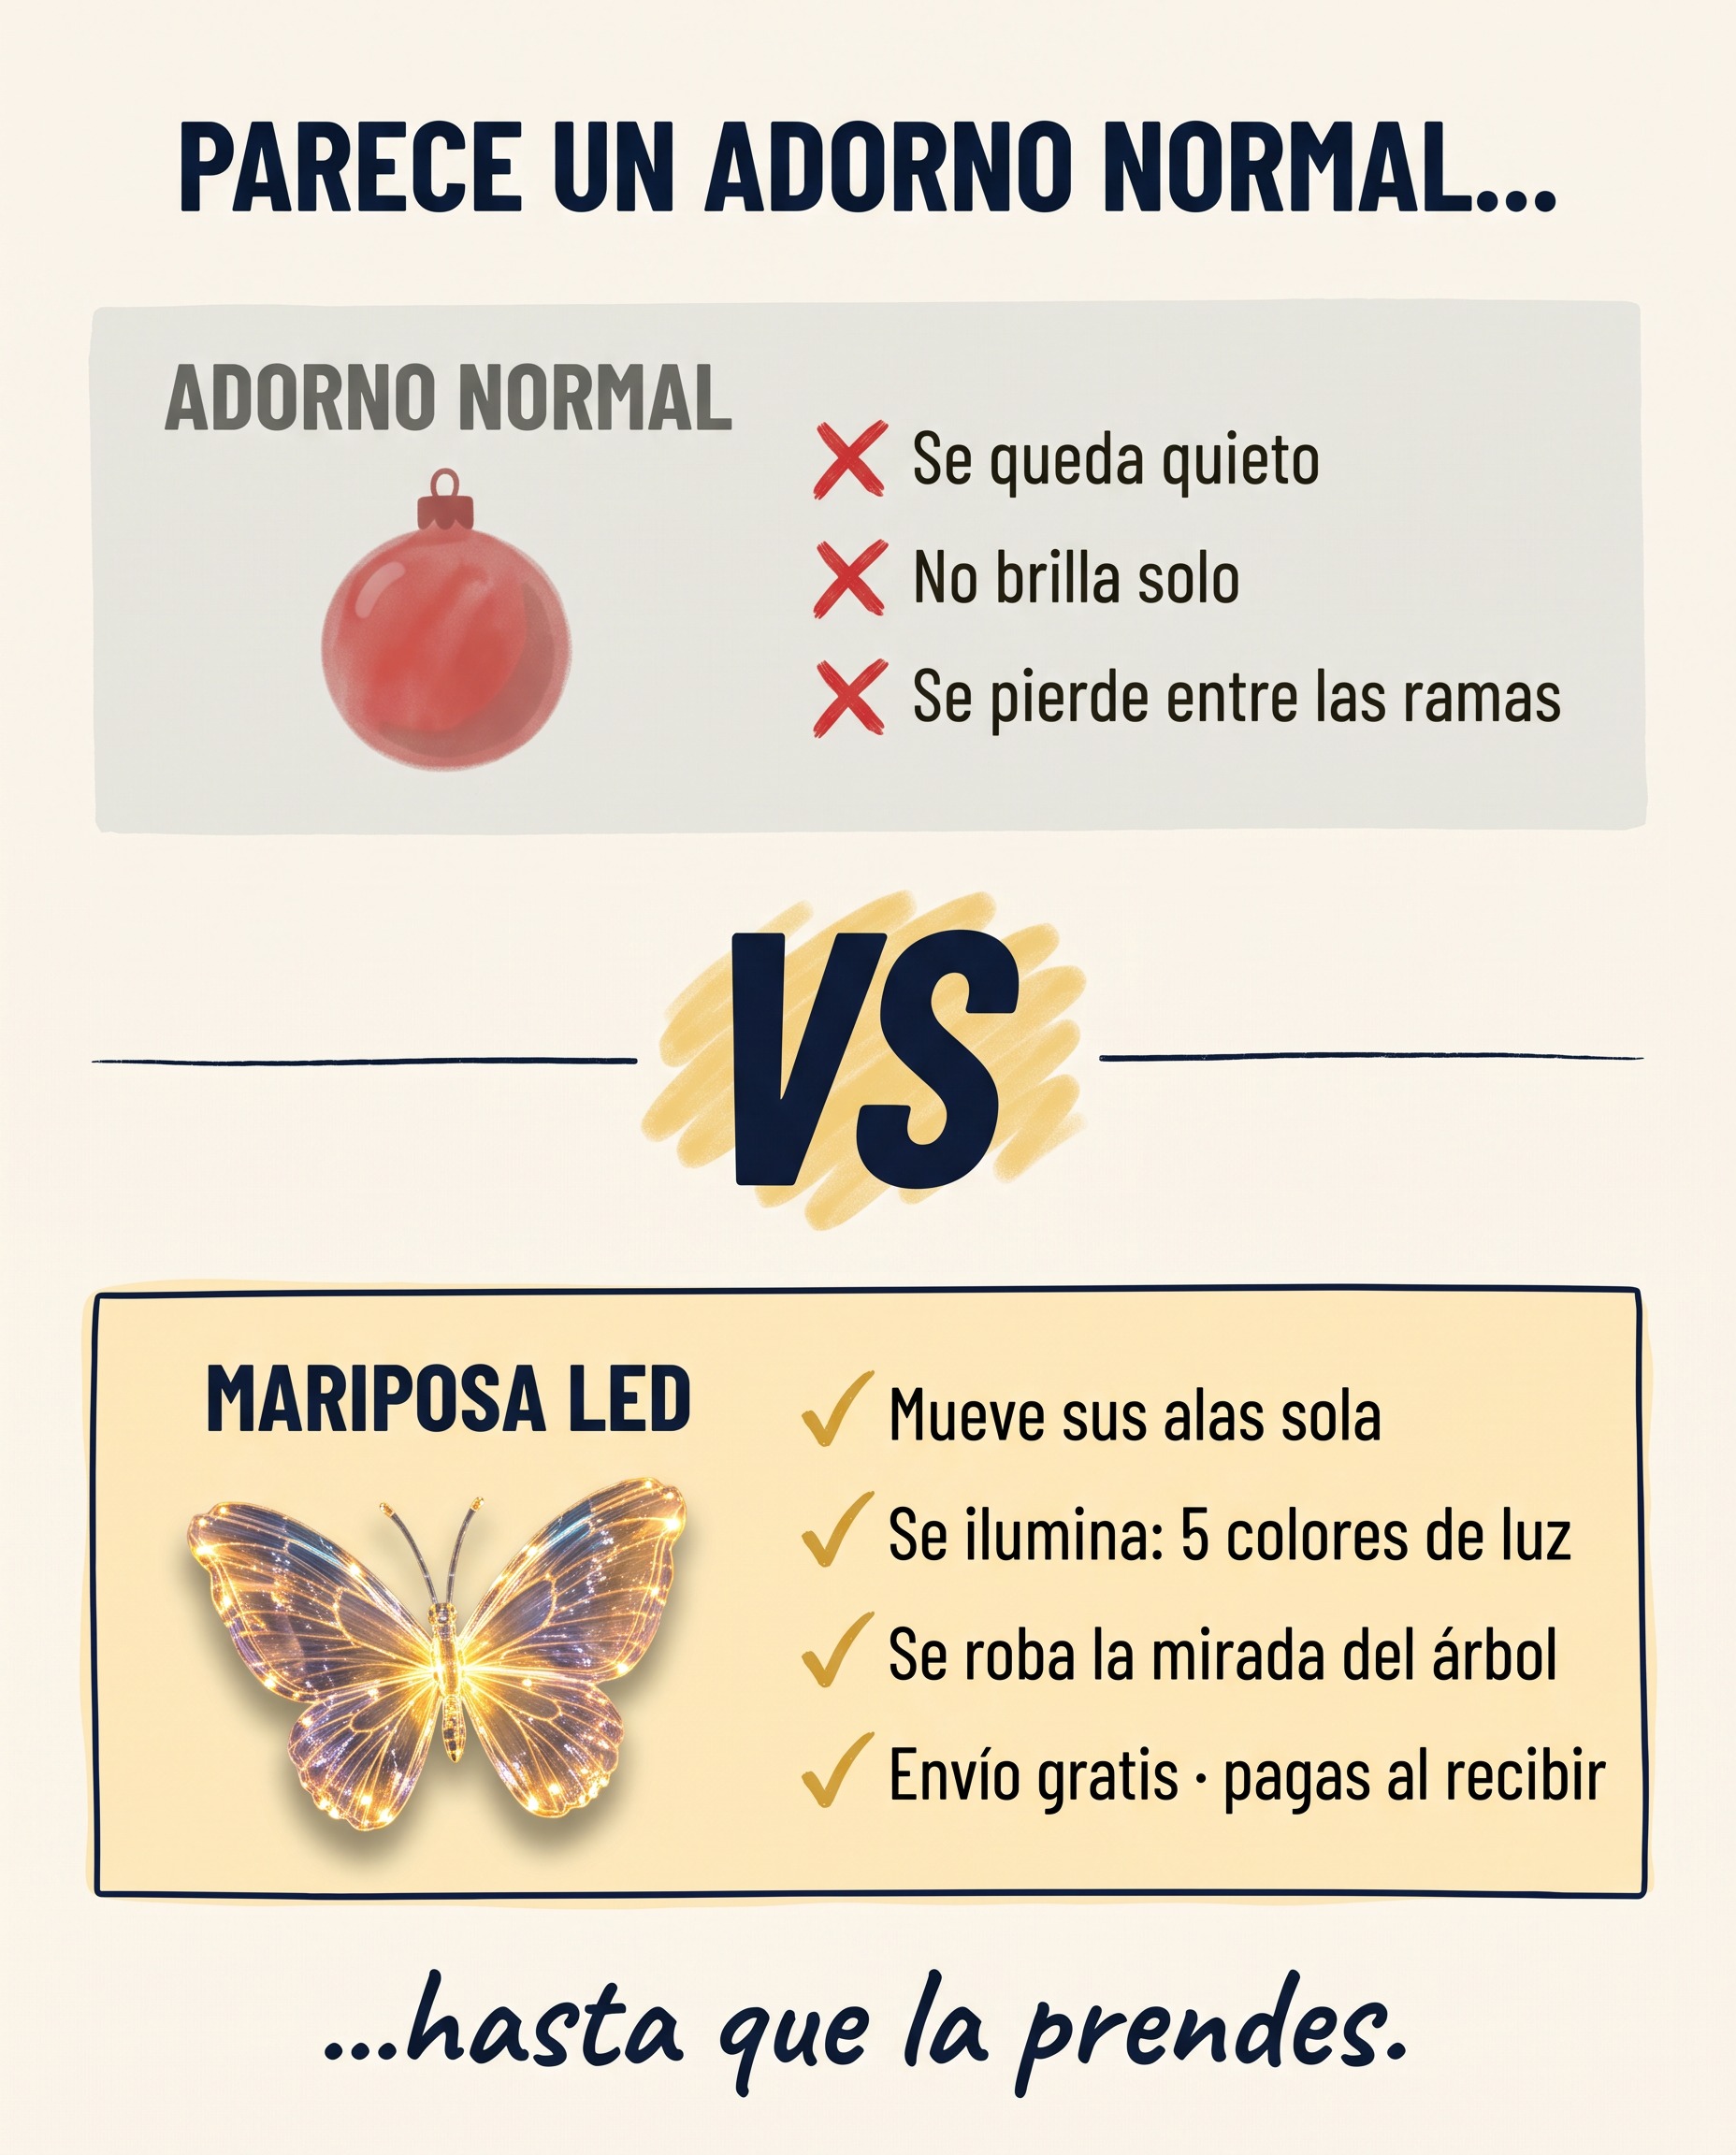 PARECE UN ADORNO NORMAL...
ADORNO NORMAL
Se queda quieto
No brilla solo
Se pierde entre las ramas
VS
MARIPOSA LED
Mueve sus alas sola
Se ilumina: 5 colores de luz
Se roba la mirada del árbol
Envío gratis · pagas al recibir
...hasta que la prendes.